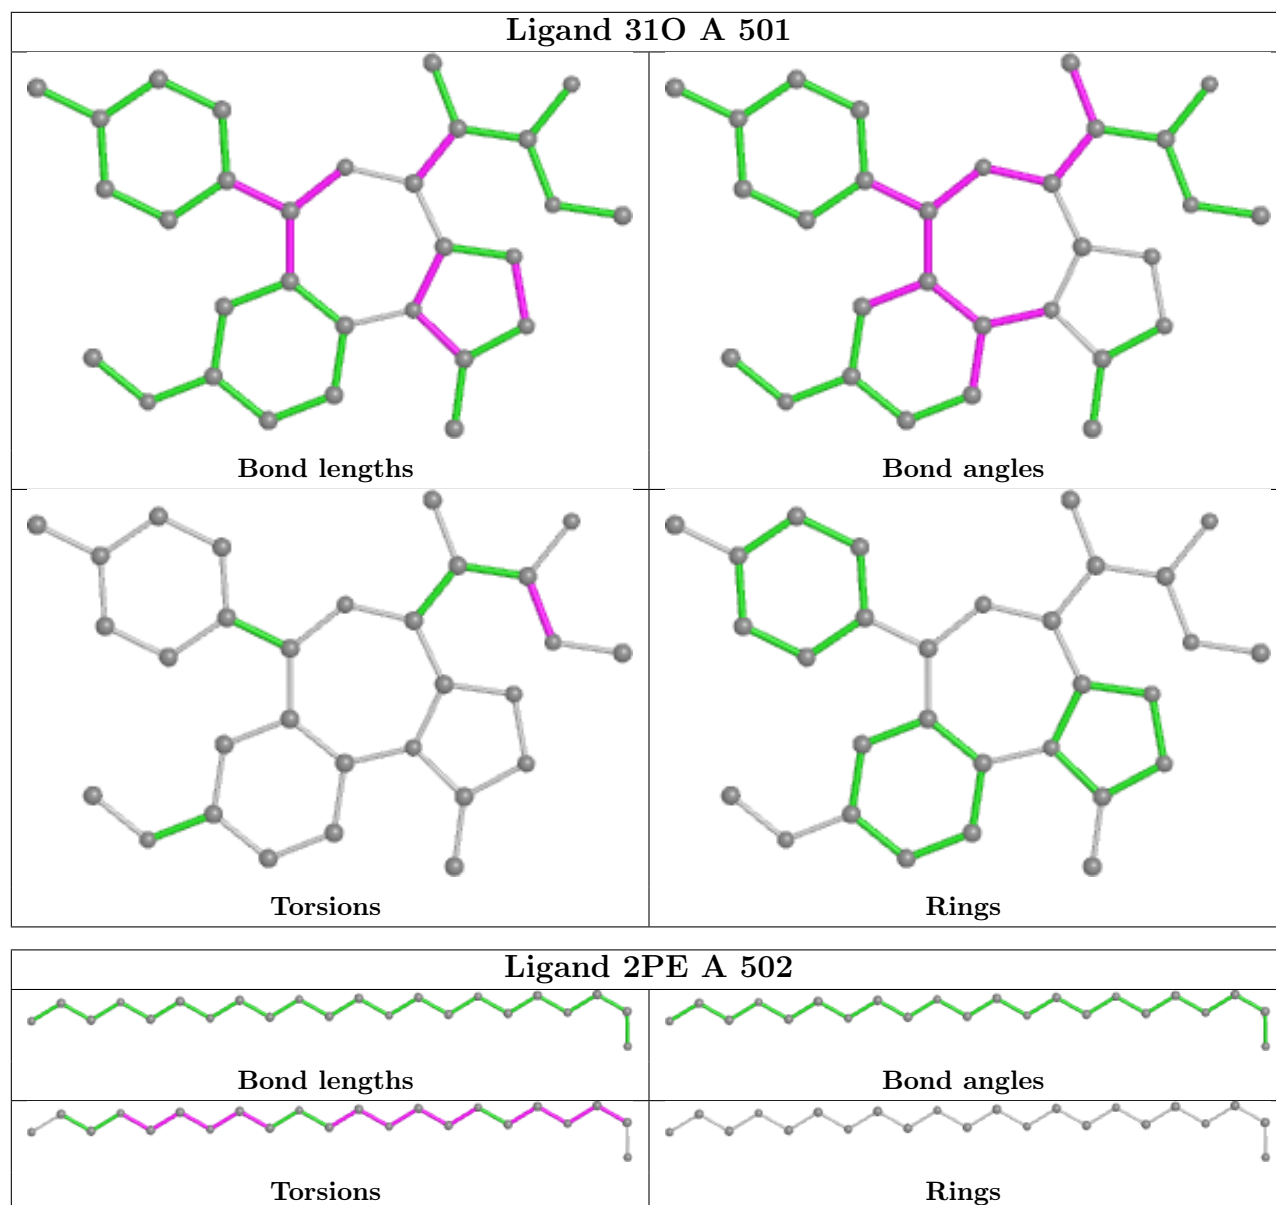 Ligand 31O A 501
Bond lengths
Bond angles
Torsions
Rings
Ligand 2PE A 502
Bond lengths
Bond angles
Torsions
Rings